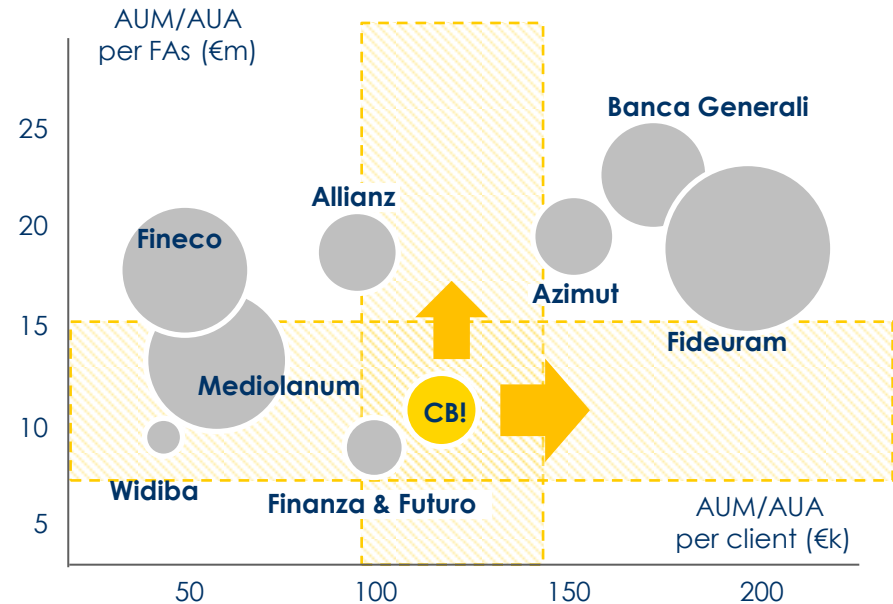 AUM/AUA
per FAs (€m)
25
20
15
10
5
Banca Generali
Allianz
Fineco
Azimut
Fideuram
Mediolanum
CB!
Widiba
Finanza & Futuro
AUM/AUA
per client (€k)
50
100
150
200